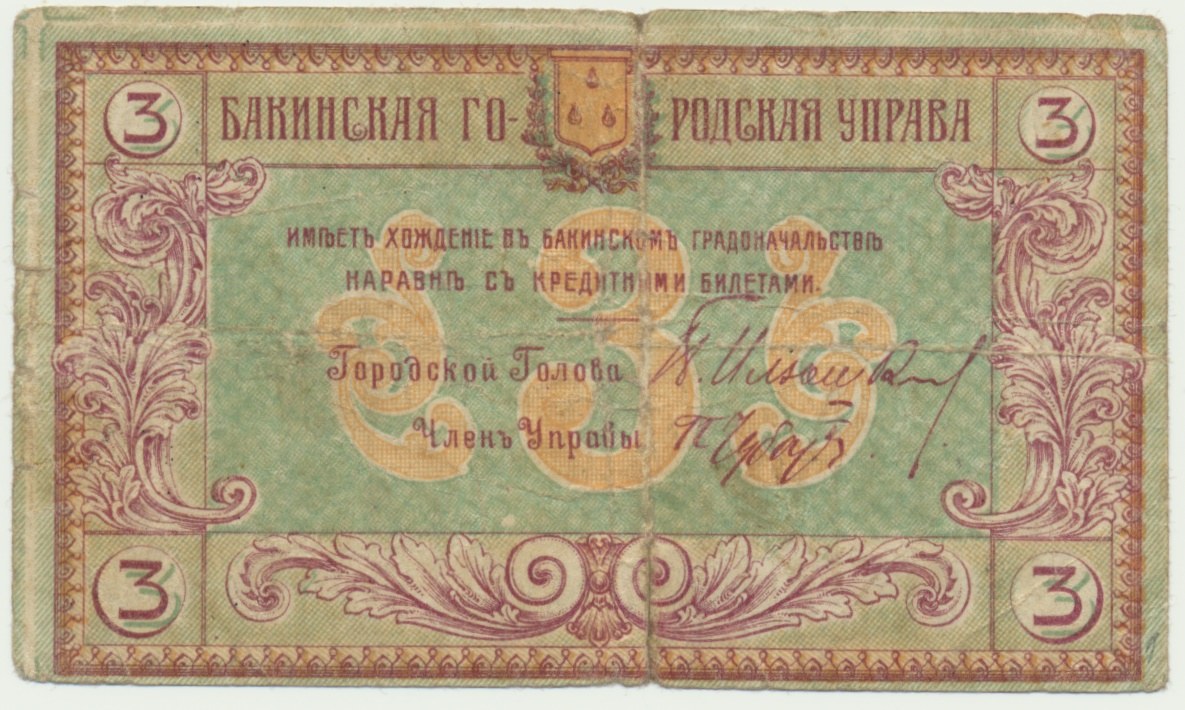 3 БАКИНСКАЯ ГО- РОДСКАЯ УПРАВА 3
ИМѢЕТЪ ХОЖДЕНІЕ ВЪ БАКИНСКОМЪ ГРАДОНАЧАЛЬСТВѢ
НАРАВНѢ СЪ КРЕДИТНЫМИ БИЛЕТАМИ.
3
Городской Голова
Членъ Управы
3 3